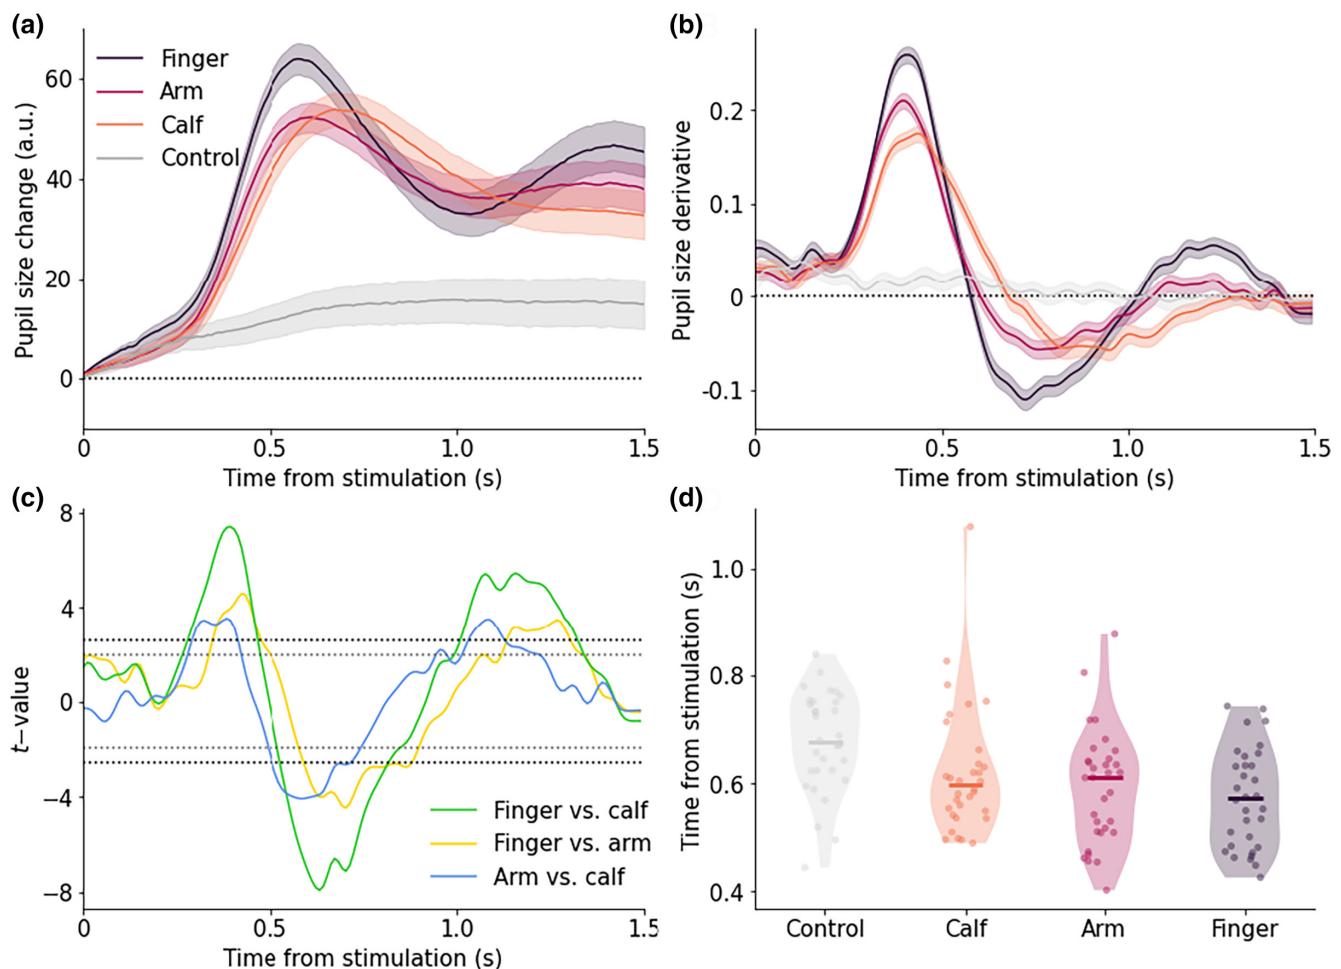 (a)
Finger
Arm
Calf
Control
60
40
20
0
Pupil size change (a.u.)
0 0.5 1.0 1.5
Time from stimulation (s)
(b)
0.2
0.1
0
-0.1
Pupil size derivative
0 0.5 1.0 1.5
Time from stimulation (s)
(c)
8
4
0
−4
−8
t−value
Finger vs. calf
Finger vs. arm
Arm vs. calf
0 0.5 1.0 1.5
Time from stimulation (s)
(d)
1.0
0.8
0.6
0.4
Time from stimulation (s)
Control Calf Arm Finger